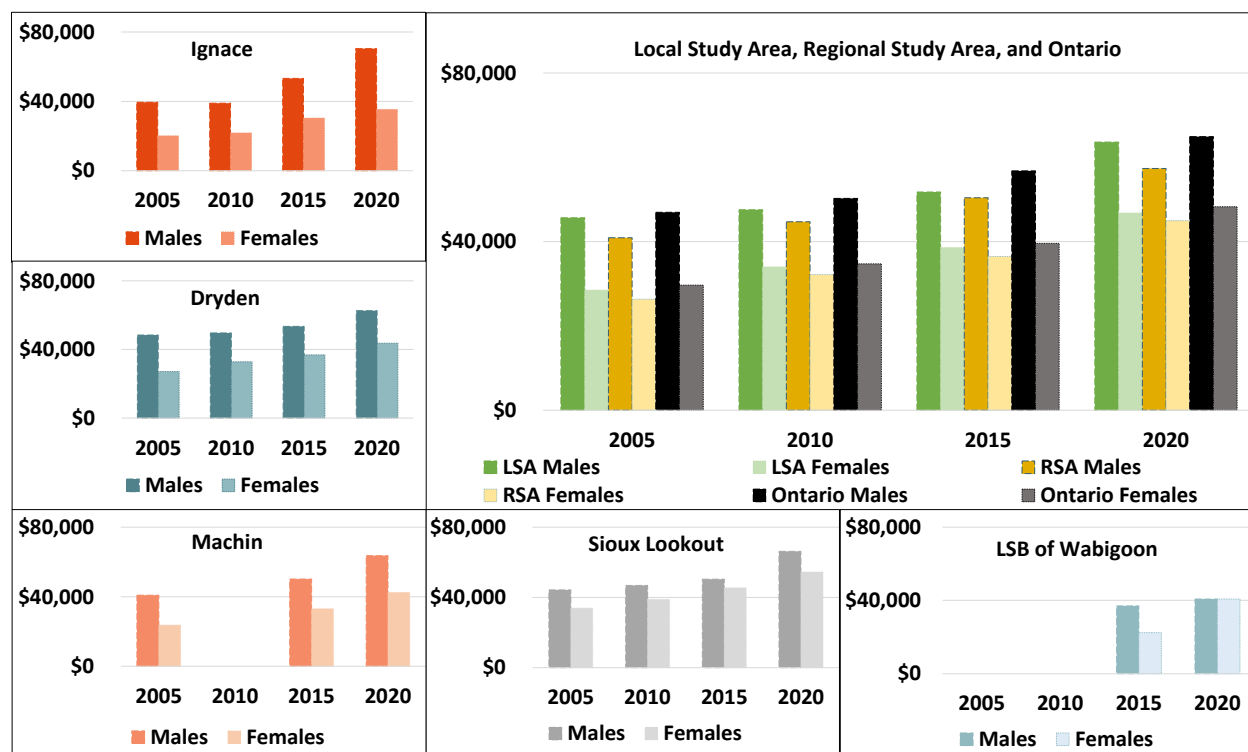 Ignace
$80,000
$40,000
$0
2005 2010 2015 2020
Males Females
Local Study Area, Regional Study Area, and Ontario
$80,000
$40,000
$0
2005 2010 2015 2020
LSA Males LSA Females RSA Males
RSA Females Ontario Males Ontario Females
Dryden
$80,000
$40,000
$0
2005 2010 2015 2020
Males Females
Machin
$80,000
$40,000
$0
2005 2010 2015 2020
Males Females
Sioux Lookout
$80,000
$40,000
$0
2005 2010 2015 2020
Males Females
LSB of Wabigoon
$80,000
$40,000
$0
2005 2010 2015 2020
Males Females